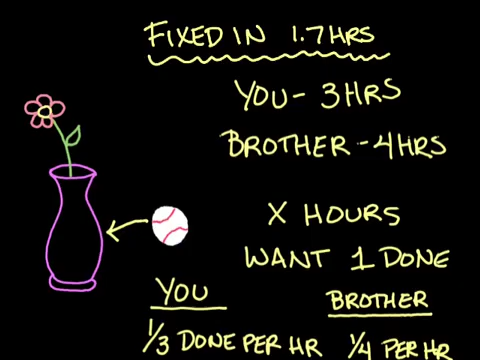 FIXED IN 1.7HRS
YOU- 3HRS
BROTHER -4HRS
X HOURS
WANT 1 DONE
YOU
BROTHER
1/3 DONE PER HR
1/4 PER HR